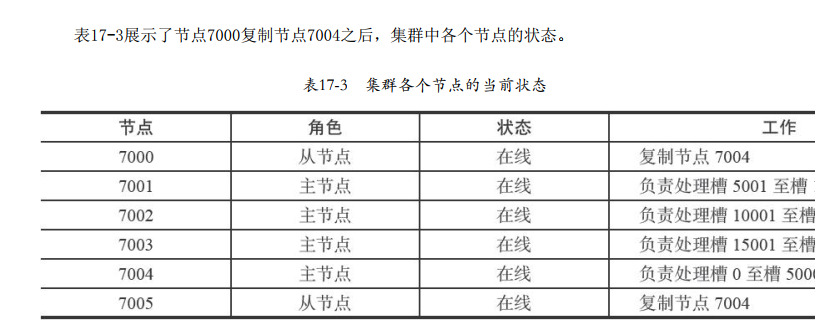 表17-3展示了节点7000复制节点7004之后，集群中各个节点的状态。
表17-3 集群各个节点的当前状态
节点 角色 状态 工作
7000 从节点 在线 复制节点 7004
7001 主节点 在线 负责处理槽 5001 至槽
7002 主节点 在线 负责处理槽 10001 至槽
7003 主节点 在线 负责处理槽 15001 至槽
7004 主节点 在线 负责处理槽 0 至槽 5000
7005 从节点 在线 复制节点 7004